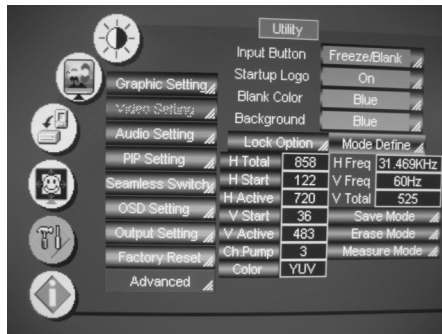 Utility
Input Button Freeze/Blank
Startup Logo On
Blank Color Blue
Background Blue
Lock Option Mode Define
Graphic Setting
Video Setting
Audio Setting
PIP Setting
Seamless Switch
OSD Setting
Output Setting
Factory Reset
Advanced
H Total 858 H Freq 31.469KHz
H Start 122 V Freq 60Hz
H Active 720 V Total 525
V Start 36 Save Mode
V Active 483 Erase Mode
Ch.Pump 3 Measure Mode
Color YUV